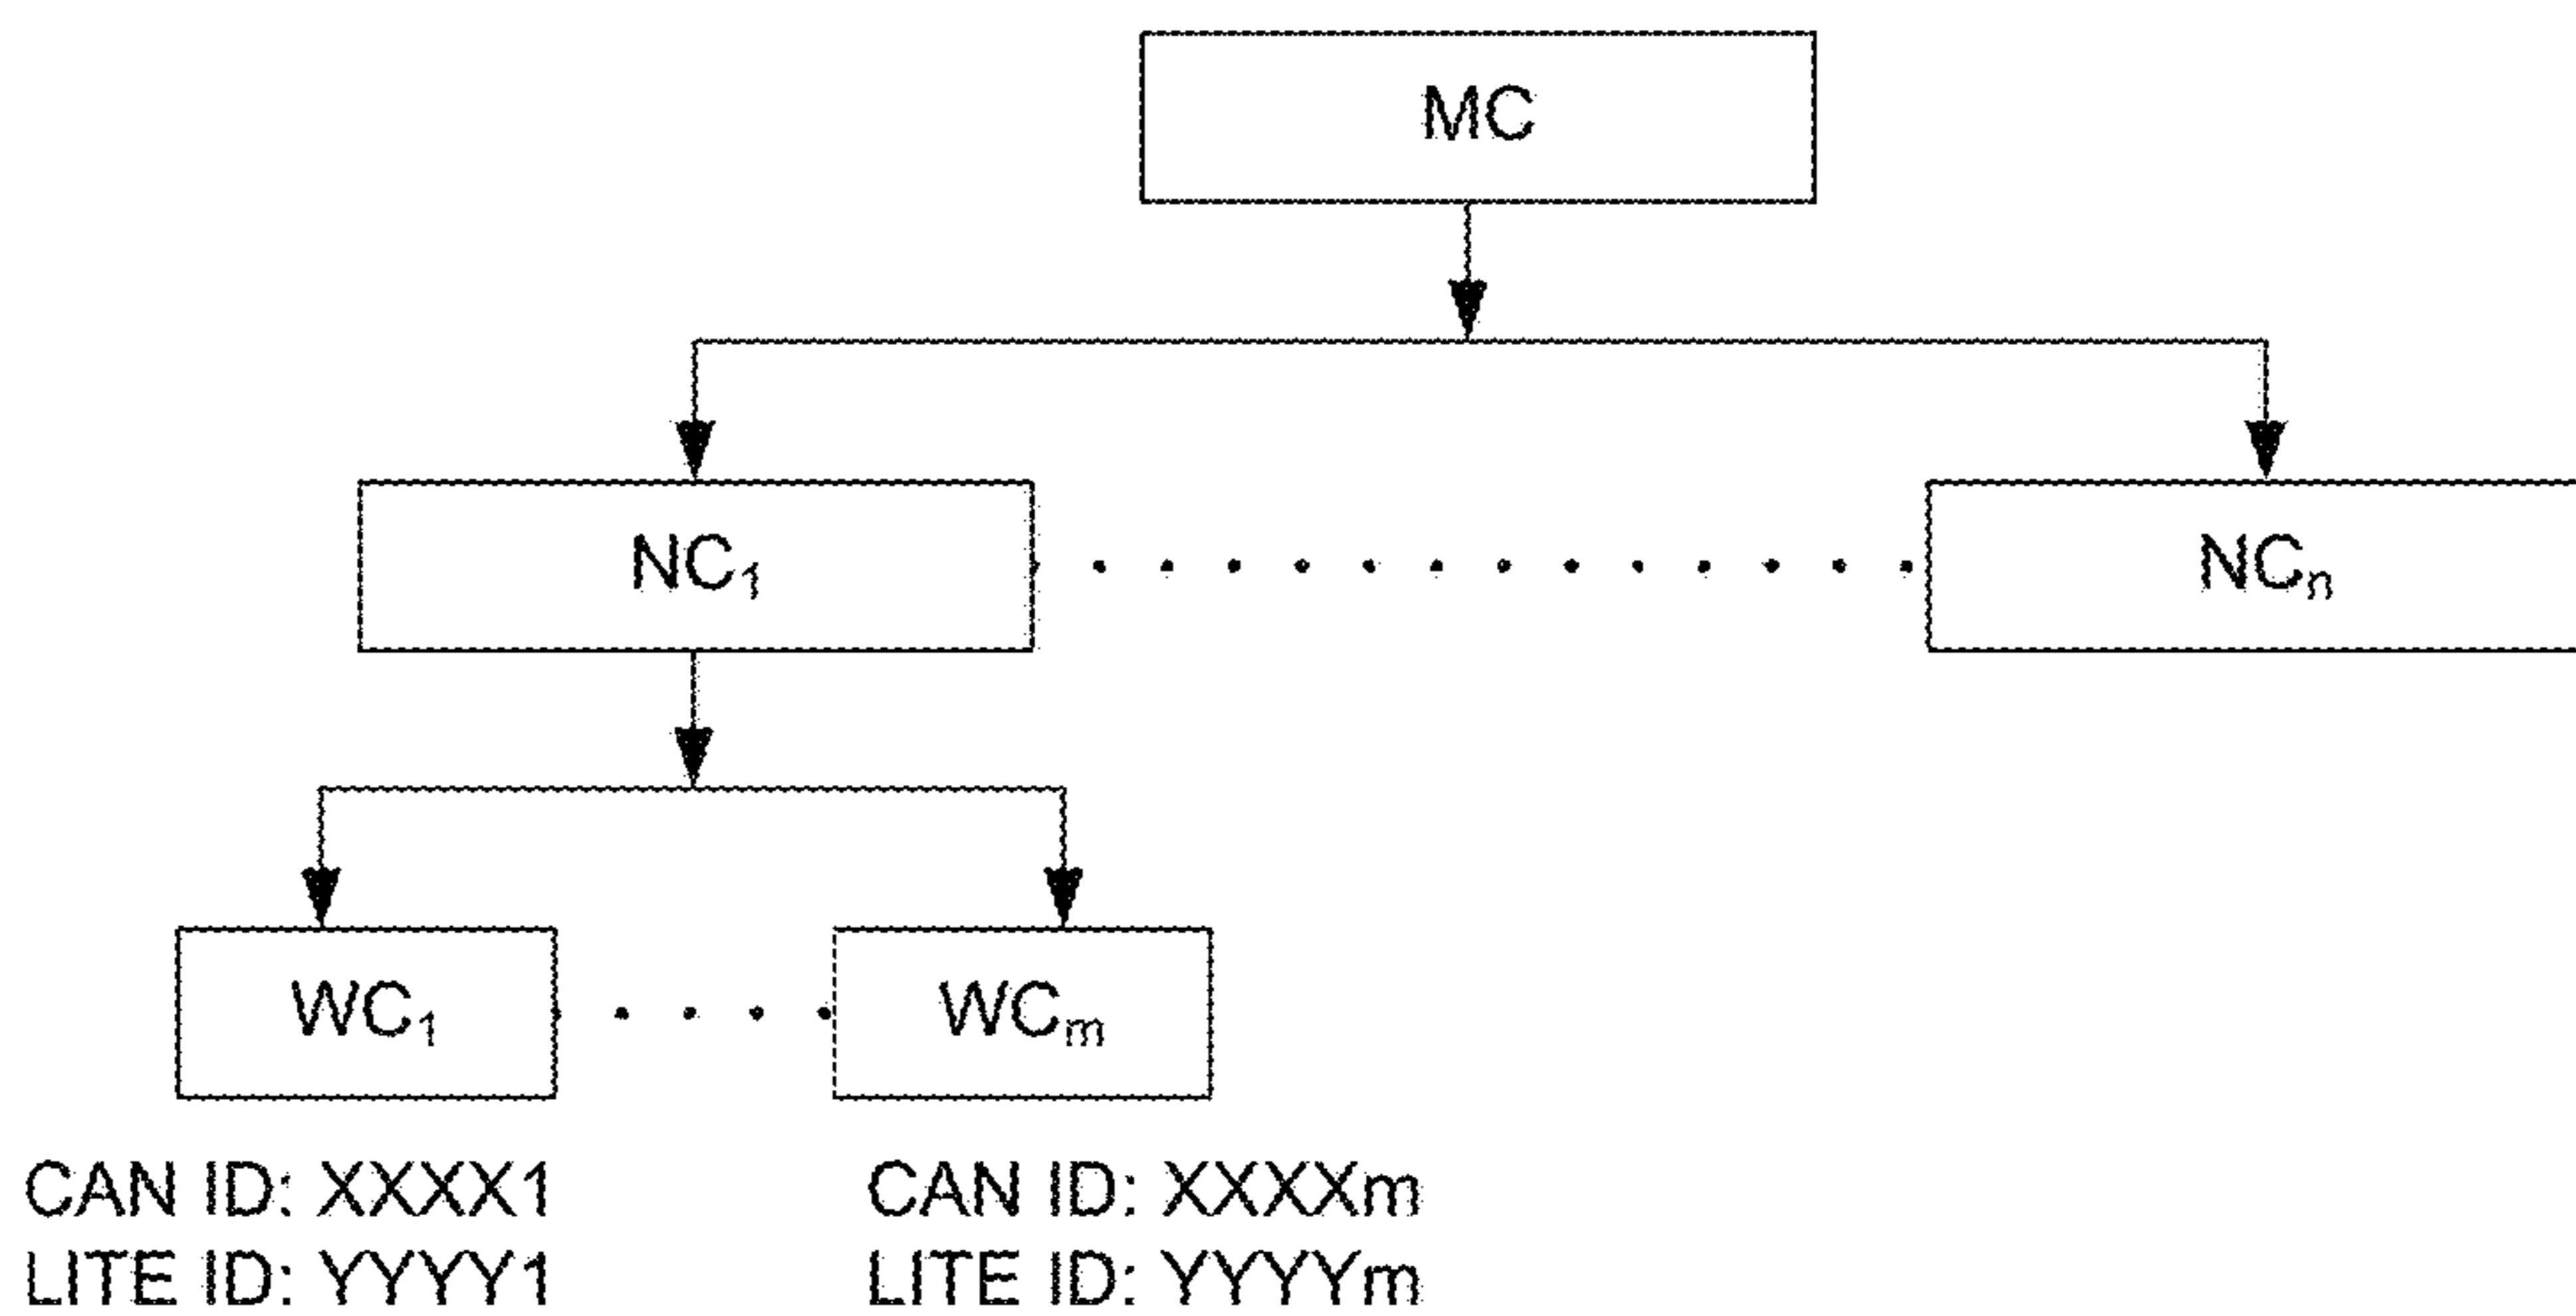 MC
NC₁
NCₙ
WC₁
WCₘ
CAN ID: XXXX1
LITE ID: YYYY1
CAN ID: XXXXm
LITE ID: YYYYm